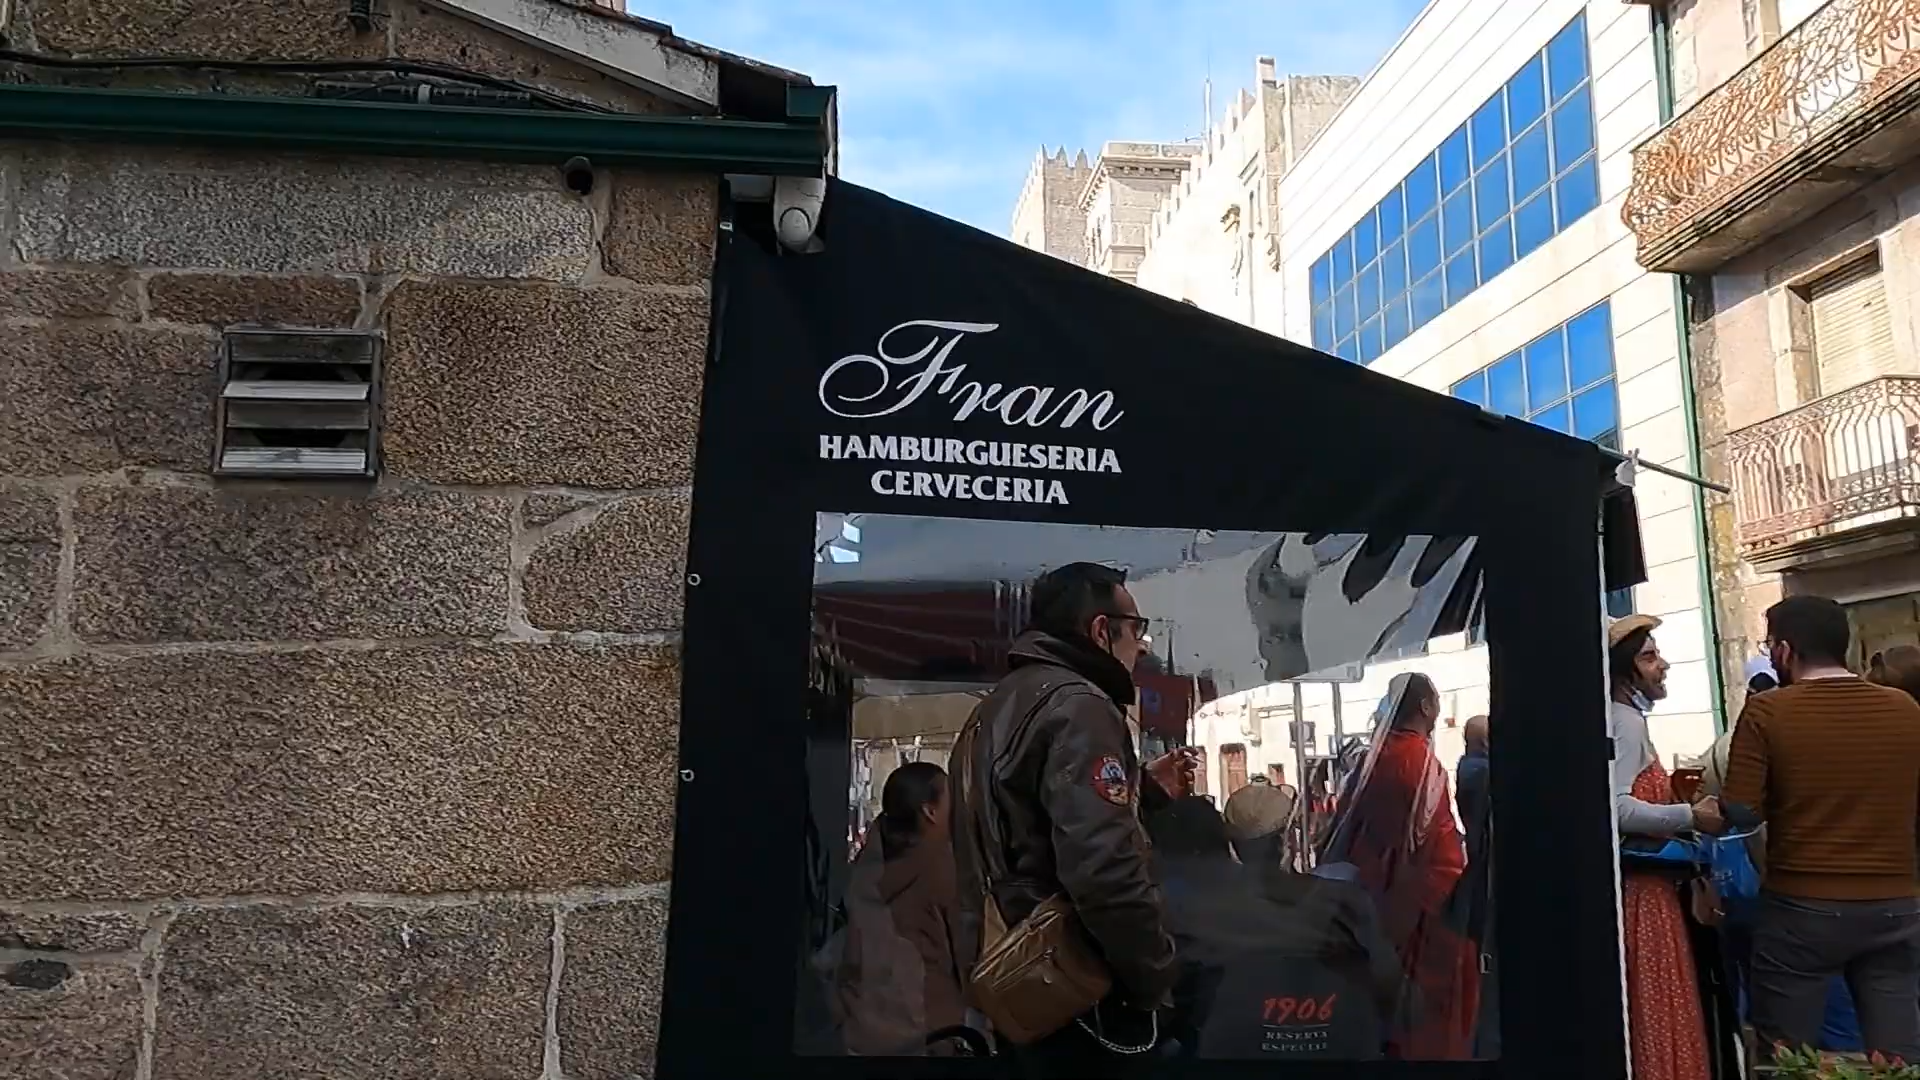 Fran
HAMBURGUESERIA
CERVECERIA
1906
RESERVA
ESPECIAL